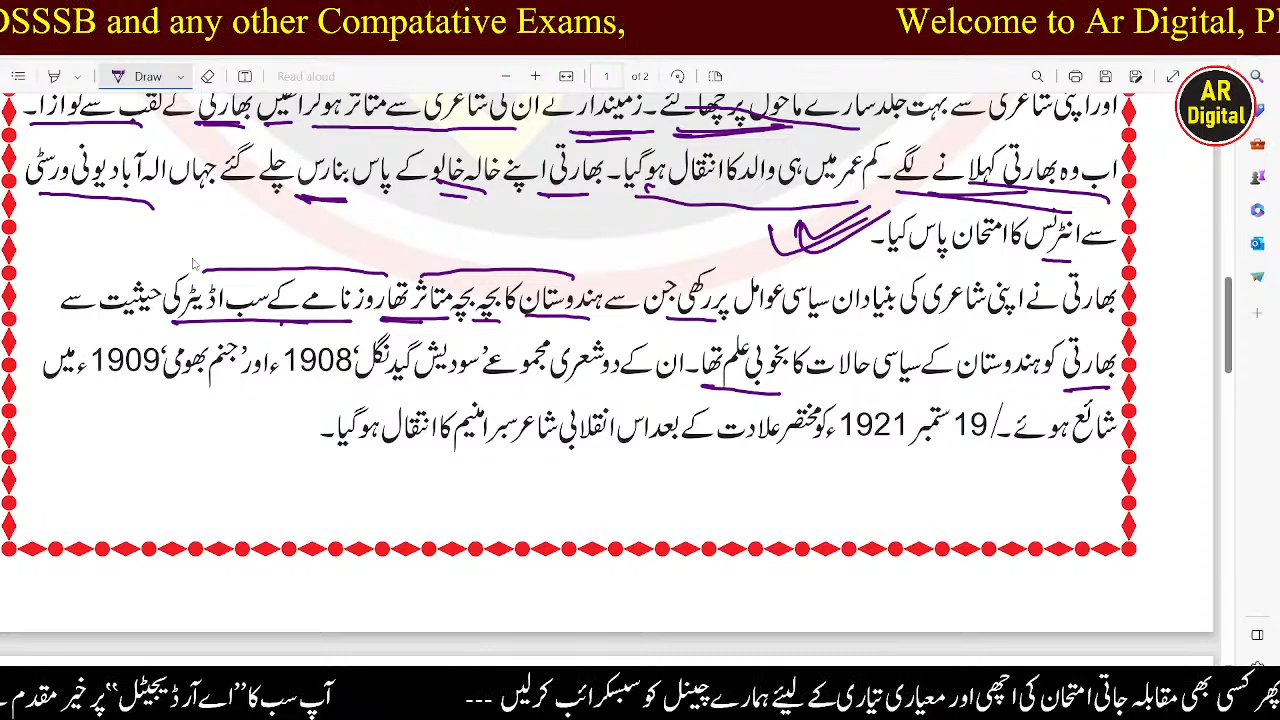 DSSSB and any other Compatative Exams,
Welcome to Ar Digital,
Draw
Read aloud
1 of 2
AR
Digital
اور اپنی شاعری سے بہت جلد سارے ماحول پر چھا گئے۔ زمیندار نے ان کی شاعری سے متاثر ہو کر انھیں بھارتی کے لقب سے نوازا۔
اب وہ بھارتی کہلانے لگے۔ کم عمر میں ہی والد کا انتقال ہو گیا۔ بھارتی اپنے خالہ خالو کے پاس بنارس چلے گئے جہاں الہ آباد یونی ورسٹی
سے انٹرنس کا امتحان پاس کیا۔
بھارتی نے اپنی شاعری کی بنیاد ان سیاسی عوامل پر رکھی جن سے ہندوستان کا بچہ بچہ متاثر تھا روزنامے کے سب اڈیٹر کی حیثیت سے
بھارتی کو ہندوستان کے سیاسی حالات کا بخوبی علم تھا۔ ان کے دو شعری مجموعے ’سودیش گیدنگل‘ 1908ء اور ’جنم بھومی‘ 1909ء میں
شائع ہوئے۔ /19 ستمبر 1921ء کو مختصر علادت کے بعد اس انقلابی شاعر سبرامنیم کا انتقال ہو گیا۔
پھر کسی بھی مقابلہ جاتی امتحان کی اچھی اور معیاری تیاری کے لیئے ہمارے چینل کو سبسکرائب کرلیں ---
آپ سب کا ”اے آر ڈیجیٹل“ پر خیر مقدم